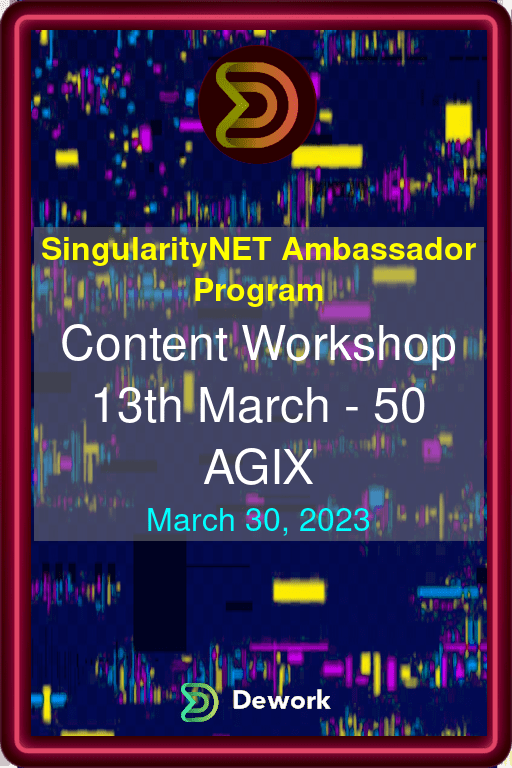 SingularityNET Ambassador
Program
Content Workshop
13th March - 50
AGIX
March 30, 2023
Dework